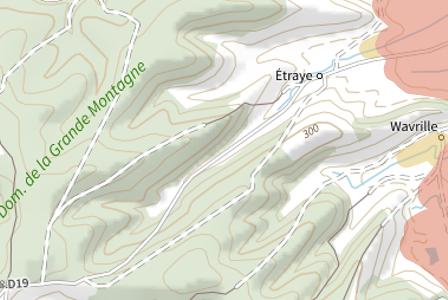 Étraye
Wavrille
300
Dom. de la Grande Montagne
D19